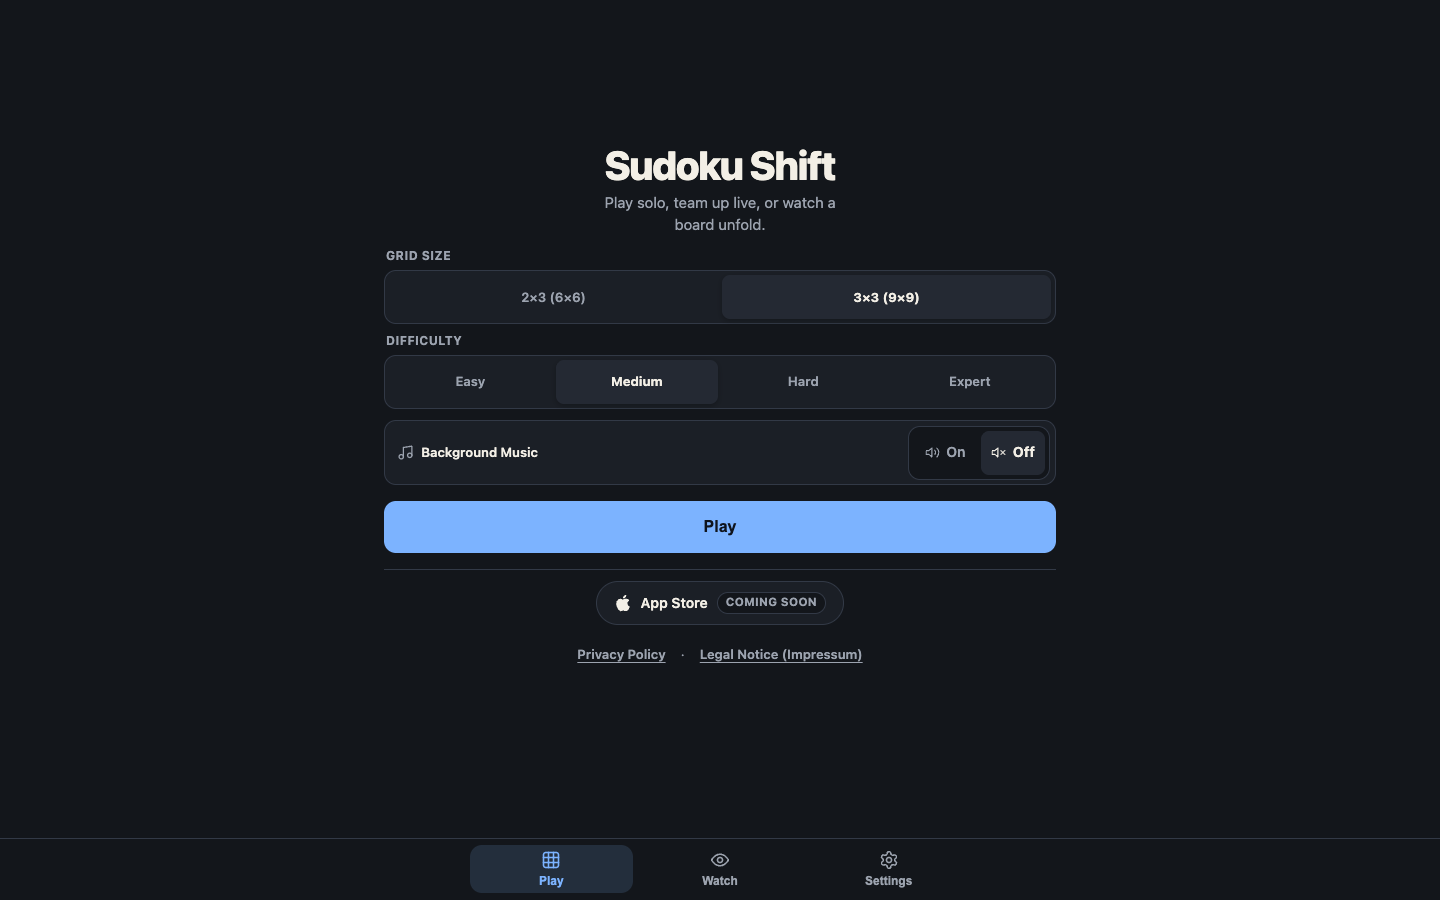 Sudoku Shift
Play solo, team up live, or watch a
board unfold.
GRID SIZE
2×3 (6×6)
3×3 (9×9)
DIFFICULTY
Easy
Medium
Hard
Expert
Background Music
On
Off
Play
App Store
COMING SOON
Privacy Policy
·
Legal Notice (Impressum)
Play
Watch
Settings